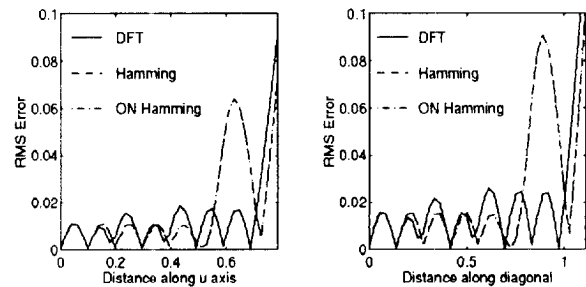 0.1
0.08
0.06
0.04
0.02
0
RMS Error
DFT
Hamming
ON Hamming
0 0.2 0.4 0.6
Distance along u axis
0.1
0.08
0.06
0.04
0.02
0
RMS Error
DFT
Hamming
ON Hamming
0 0.5 1
Distance along diagonal